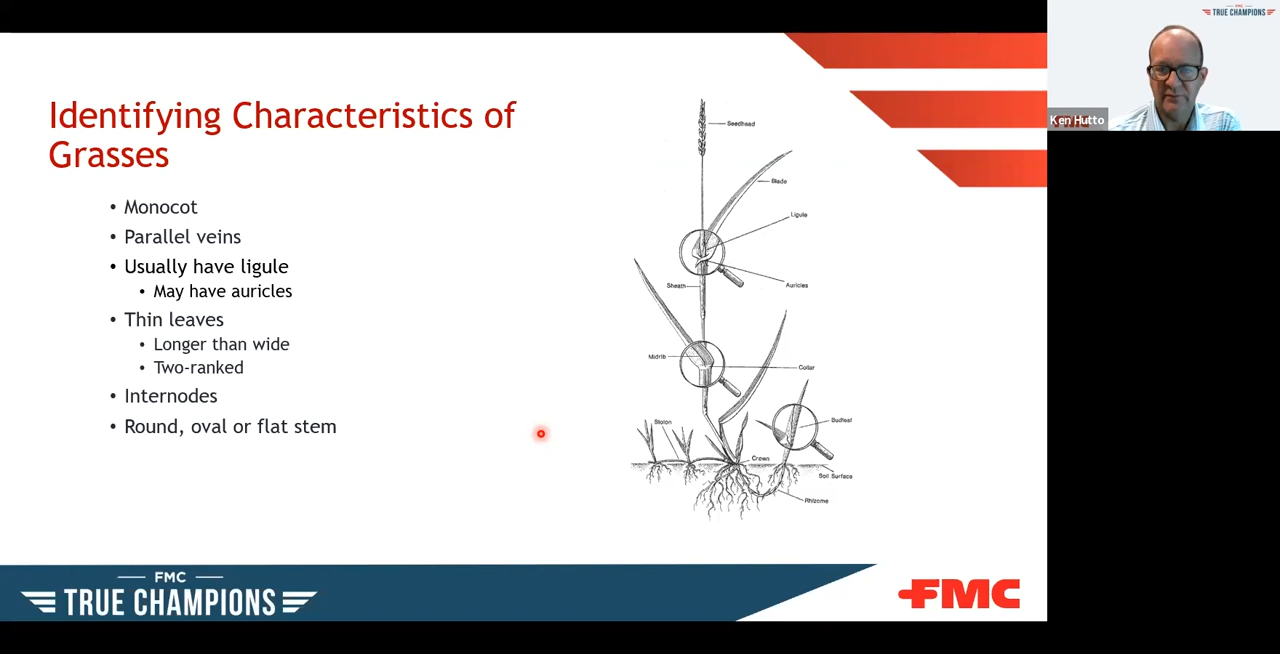 FMC
TRUE CHAMPIONS
Ken Hutto
Identifying Characteristics of
Grasses
• Monocot
• Parallel veins
• Usually have ligule
• May have auricles
• Thin leaves
• Longer than wide
• Two-ranked
• Internodes
• Round, oval or flat stem
Seedhead
Blade
Ligule
Sheath
Auricles
Midrib
Collar
Stolon
Budleaf
Crown
Soil Surface
Rhizome
FMC
TRUE CHAMPIONS
FMC